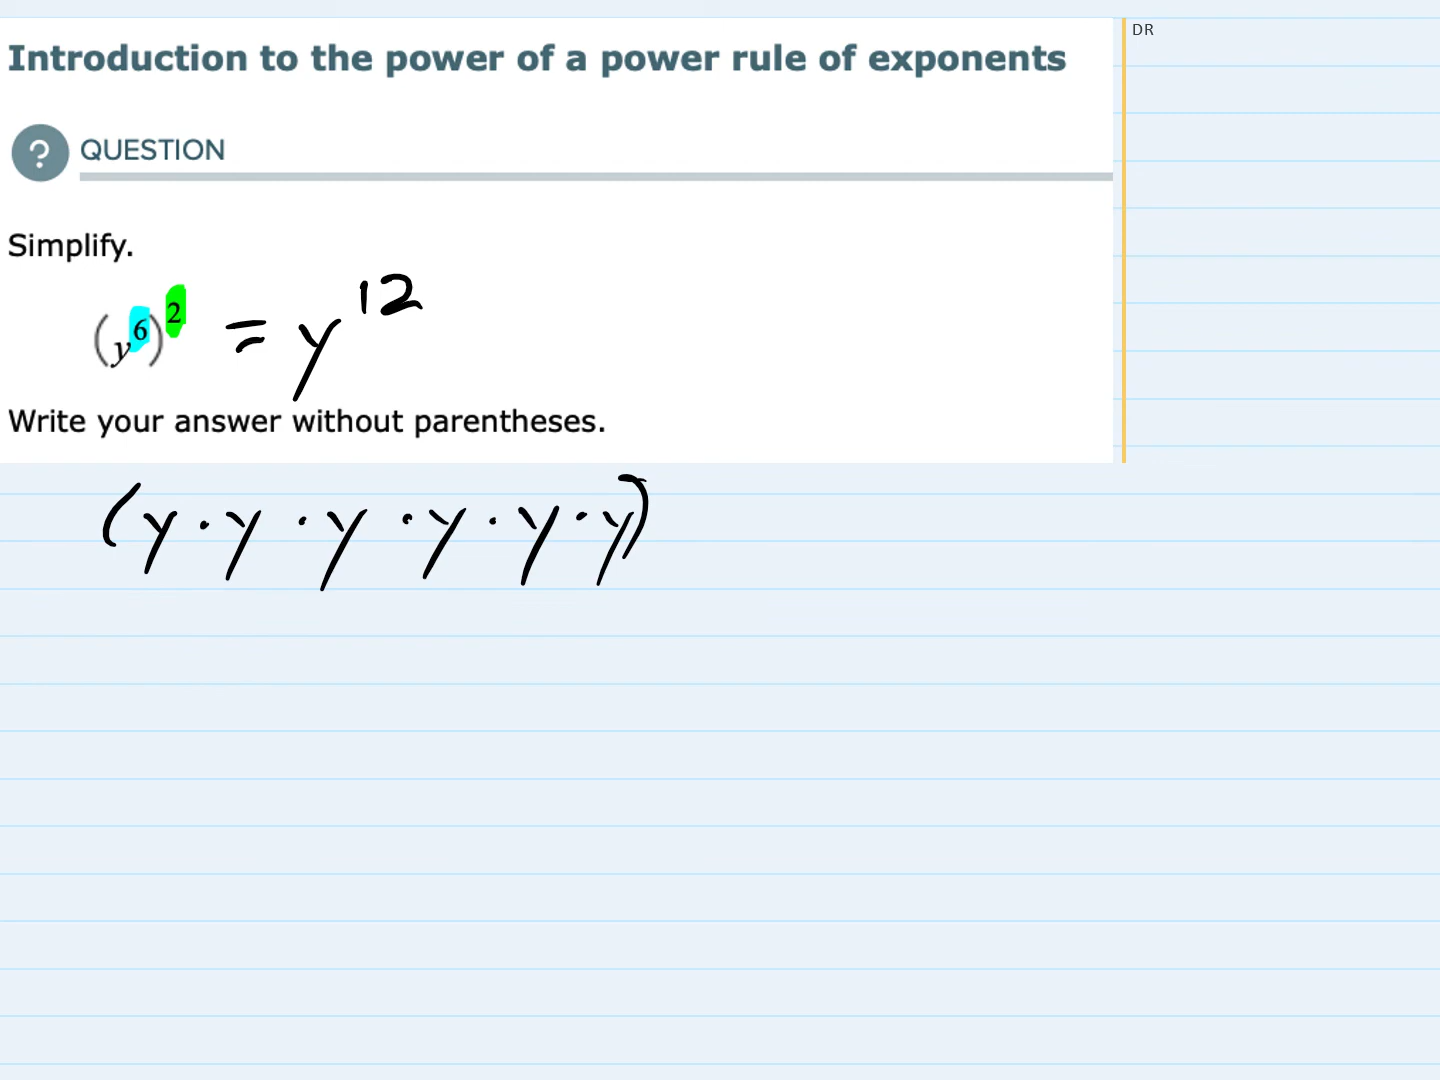 Introduction to the power of a power rule of exponents
DR
? QUESTION
Simplify.
(y⁶)² = y¹²
Write your answer without parentheses.
(y · y · y · y · y · y)